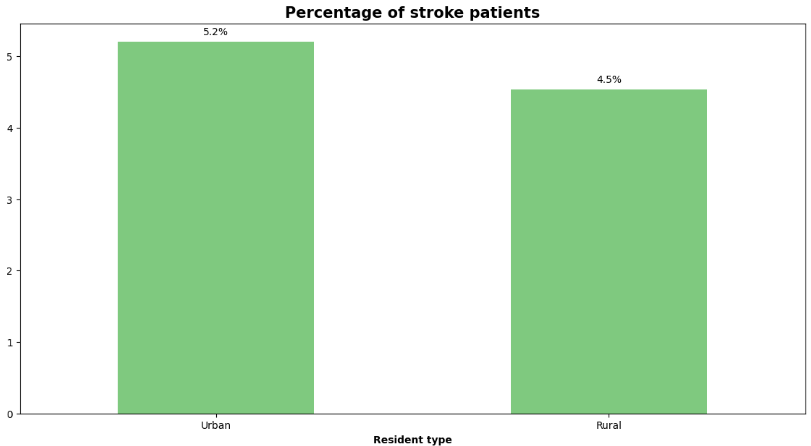 Percentage of stroke patients
5.2%
4.5%
5
4
3
2
1
0
Urban
Rural
Resident type